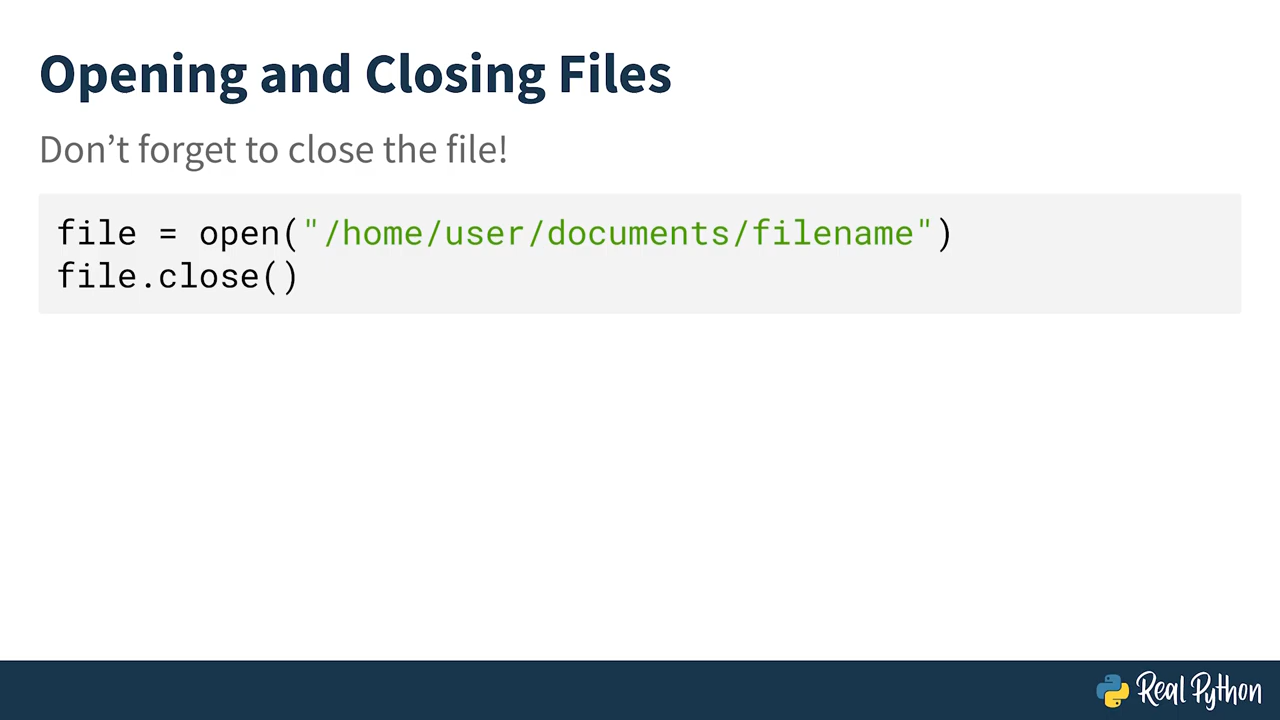 Opening and Closing Files
Don’t forget to close the file!
file = open("/home/user/documents/filename")
file.close()
Real Python